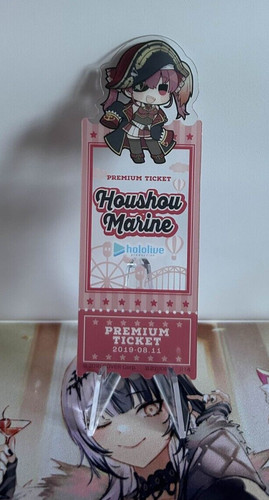 PREMIUM TICKET
Houshou
Marine
hololive
PREMIUM
TICKET
2019-08.11